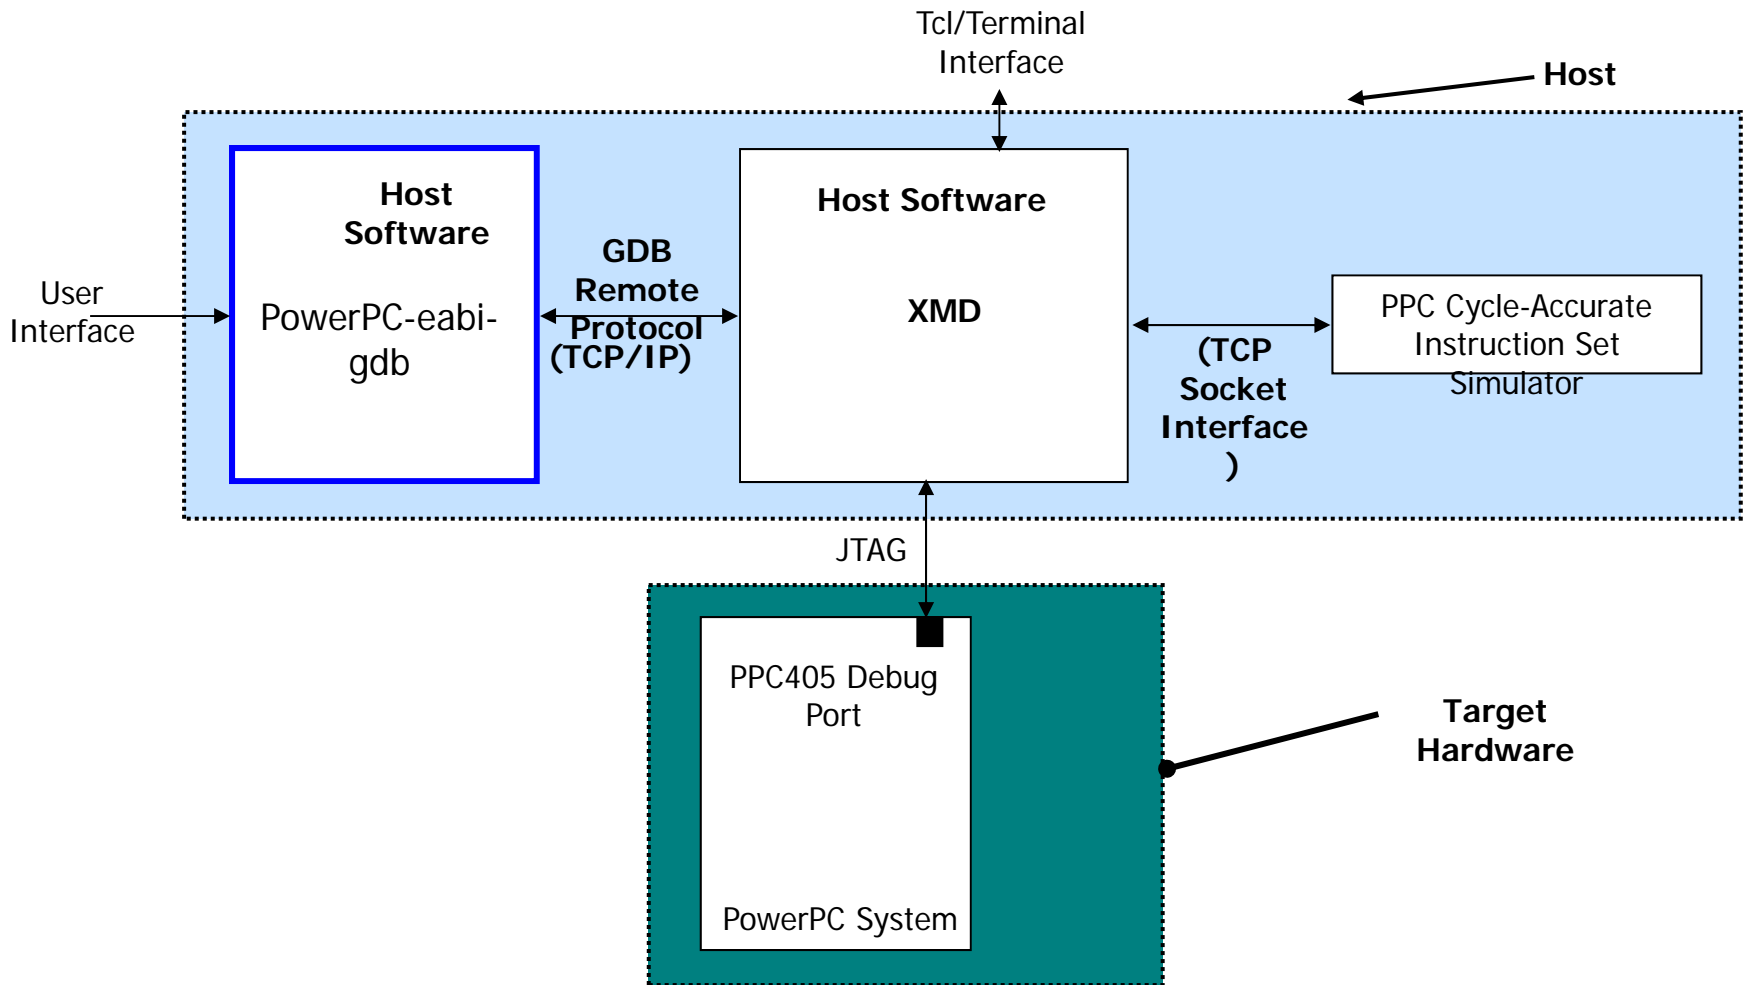 Tcl/Terminal
Interface
Host
Host
Software
PowerPC-eabi-
gdb
User
Interface
GDB
Remote
Protocol
(TCP/IP)
Host Software
XMD
(TCP
Socket
Interface
)
PPC Cycle-Accurate
Instruction Set
Simulator
JTAG
PPC405 Debug
Port
PowerPC System
Target
Hardware